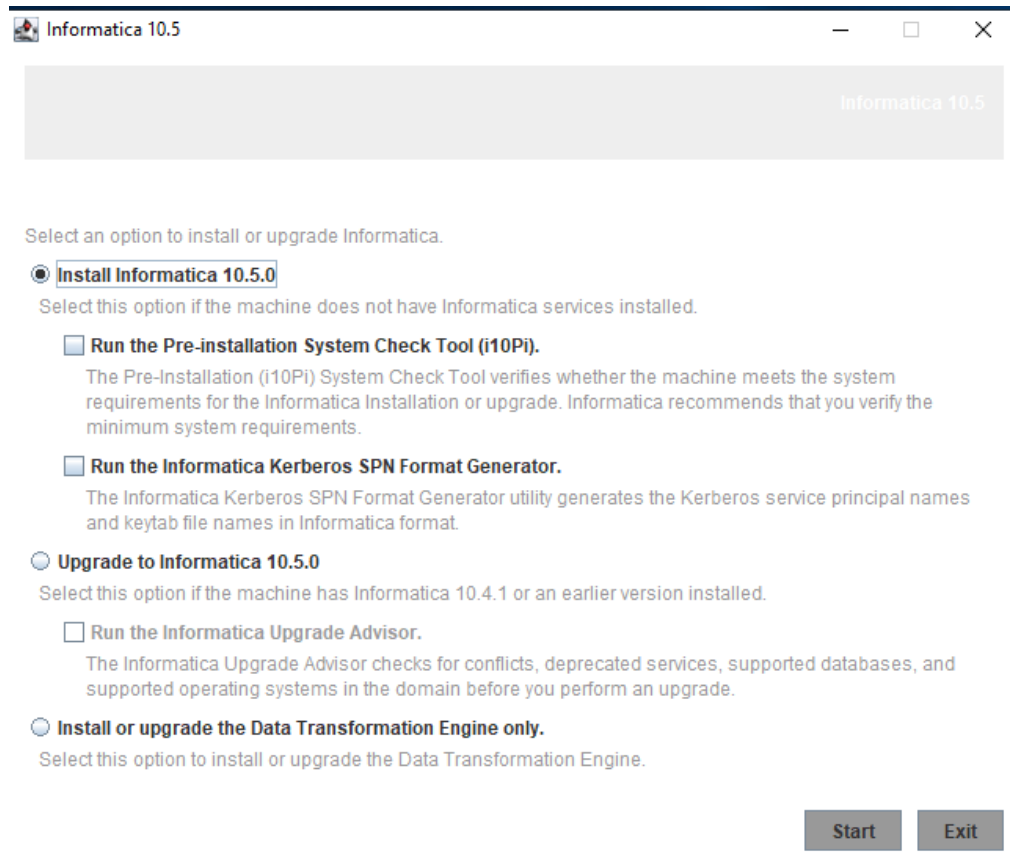 Informatica 10.5
Informatica 10.5
Select an option to install or upgrade Informatica.
Install Informatica 10.5.0
Select this option if the machine does not have Informatica services installed.
Run the Pre-installation System Check Tool (i10Pi).
The Pre-Installation (i10Pi) System Check Tool verifies whether the machine meets the system
requirements for the Informatica Installation or upgrade. Informatica recommends that you verify the
minimum system requirements.
Run the Informatica Kerberos SPN Format Generator.
The Informatica Kerberos SPN Format Generator utility generates the Kerberos service principal names
and keytab file names in Informatica format.
Upgrade to Informatica 10.5.0
Select this option if the machine has Informatica 10.4.1 or an earlier version installed.
Run the Informatica Upgrade Advisor.
The Informatica Upgrade Advisor checks for conflicts, deprecated services, supported databases, and
supported operating systems in the domain before you perform an upgrade.
Install or upgrade the Data Transformation Engine only.
Select this option to install or upgrade the Data Transformation Engine.
Start Exit